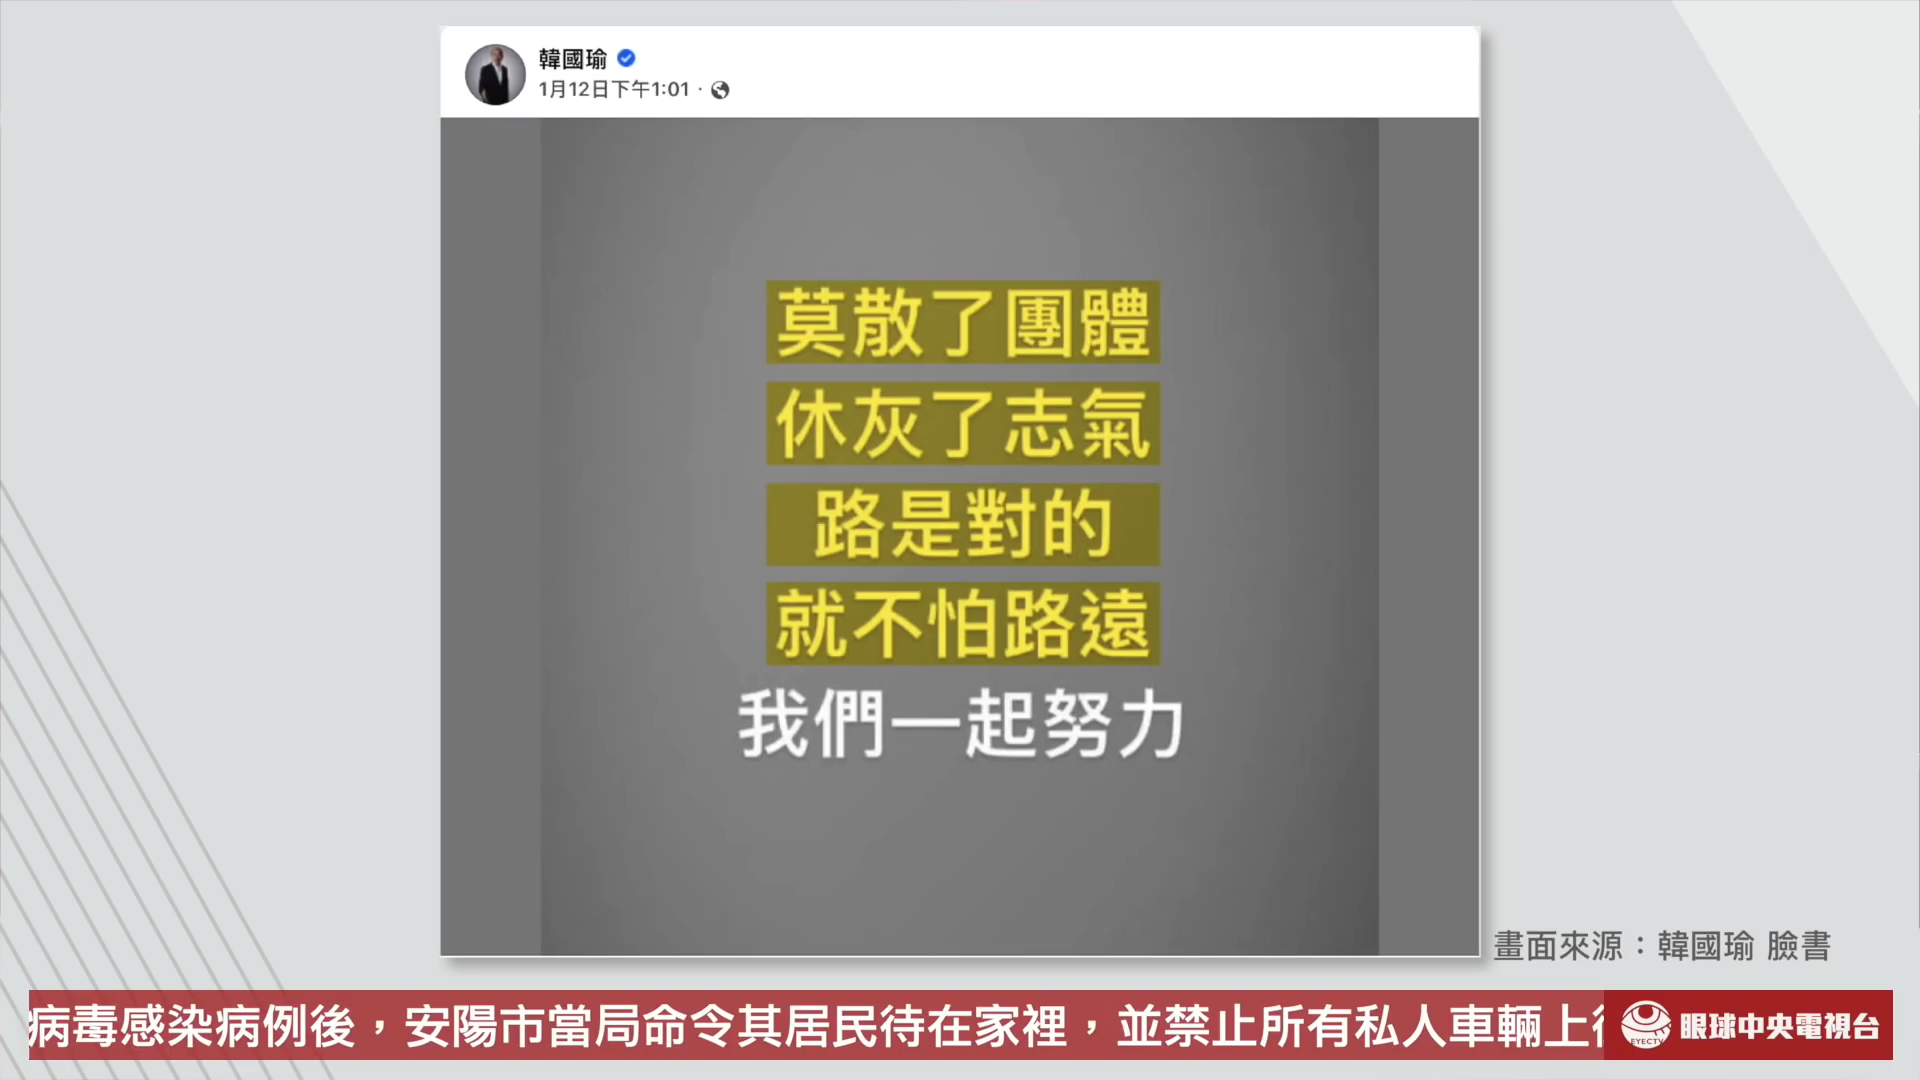 韓國瑜
1月12日下午1:01 ·
莫散了團體
休灰了志氣
路是對的
就不怕路遠
我們一起努力
畫面來源：韓國瑜 臉書
病毒感染病例後，安陽市當局命令其居民待在家裡，並禁止所有私人車輛上
EYECTV
眼球中央電視台